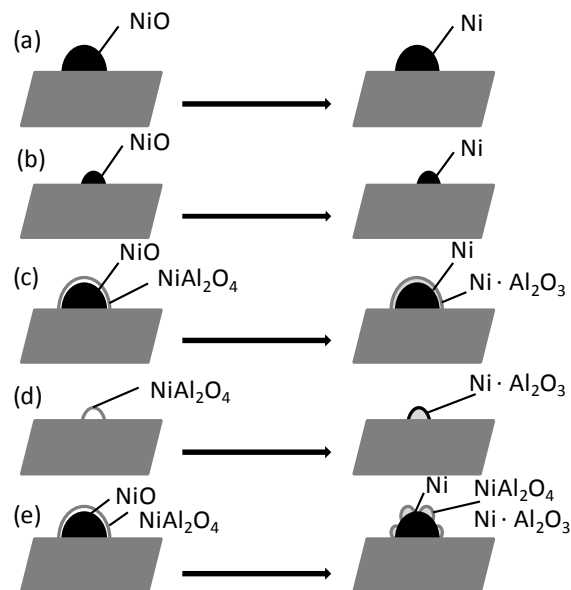 (a) NiO Ni
(b) NiO Ni
(c) NiO Ni
NiAl₂O₄ Ni · Al₂O₃
(d) NiAl₂O₄ Ni · Al₂O₃
(e) NiO Ni NiAl₂O₄
NiAl₂O₄ Ni · Al₂O₃